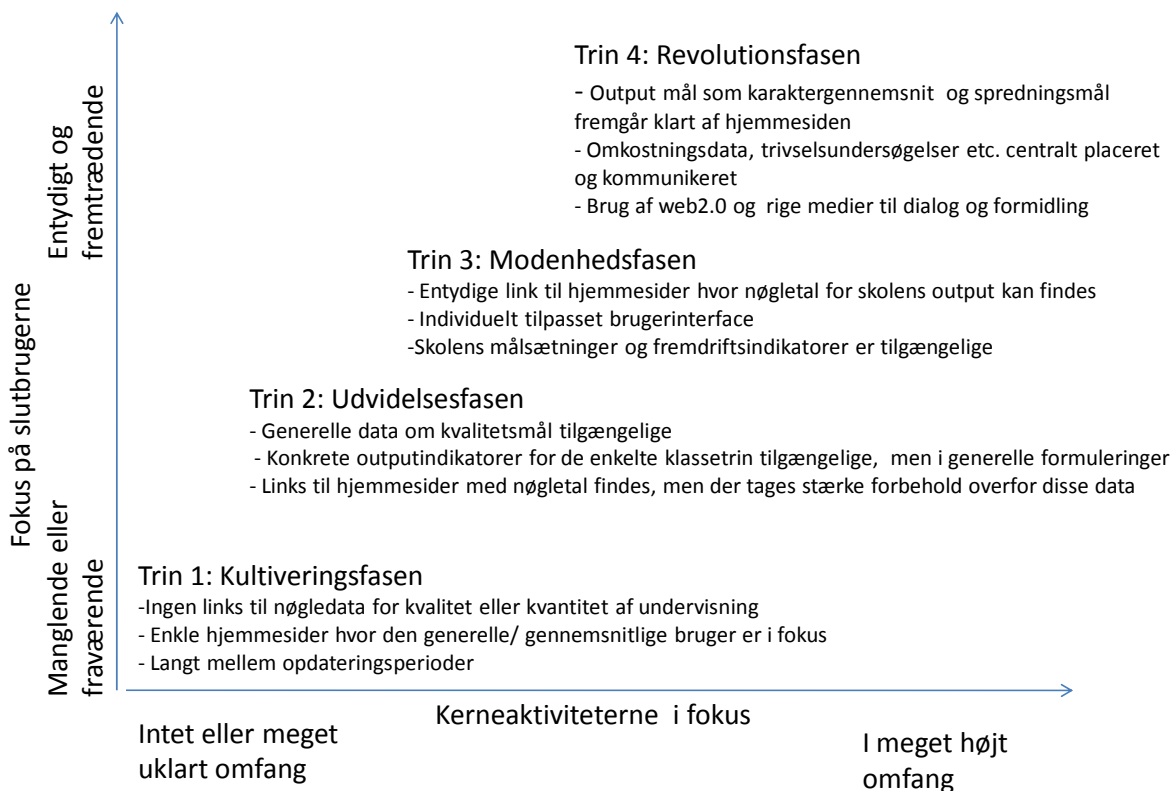 Trin 4: Revolutionsfasen
- Output mål som karaktergennemsnit og spredningsmål
fremgår klart af hjemmesiden
- Omkostningsdata, trivselsundersøgelser etc. centralt placeret
og kommunikeret
- Brug af web2.0 og rige medier til dialog og formidling
Trin 3: Modenhedsfasen
- Entydige link til hjemmesider hvor nøgletal for skolens output kan findes
- Individuelt tilpasset brugerinterface
-Skolens målsætninger og fremdriftsindikatorer er tilgængelige
Trin 2: Udvidelsesfasen
- Generelle data om kvalitetsmål tilgængelige
- Konkrete outputindikatorer for de enkelte klassetrin tilgængelige, men i generelle formuleringer
- Links til hjemmesider med nøgletal findes, men der tages stærke forbehold overfor disse data
Trin 1: Kultiveringsfasen
-Ingen links til nøgledata for kvalitet eller kvantitet af undervisning
- Enkle hjemmesider hvor den generelle/ gennemsnitlige bruger er i fokus
- Langt mellem opdateringsperioder
Fokus på slutbrugerne
Entydigt og
fremtrædende
Manglende eller
fraværende
Kerneaktiviteterne i fokus
Intet eller meget
uklart omfang
I meget højt
omfang